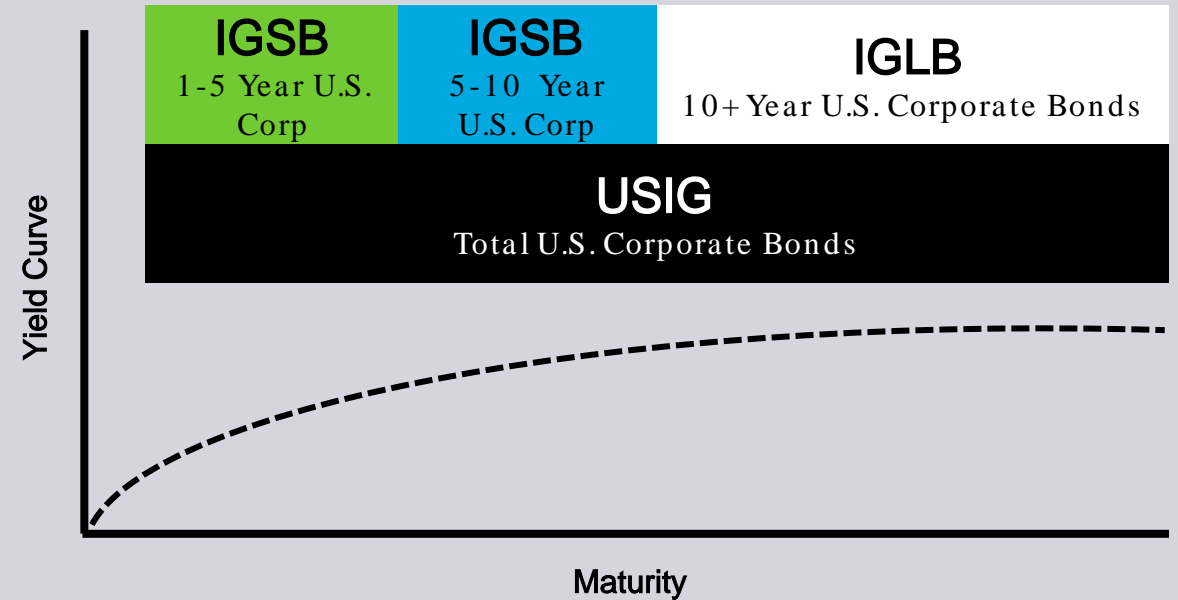 IGSB
1-5 Year U.S.
Corp
IGSB
5-10 Year
U.S. Corp
IGLB
10+ Year U.S. Corporate Bonds
USIG
Total U.S. Corporate Bonds
Yield Curve
Maturity